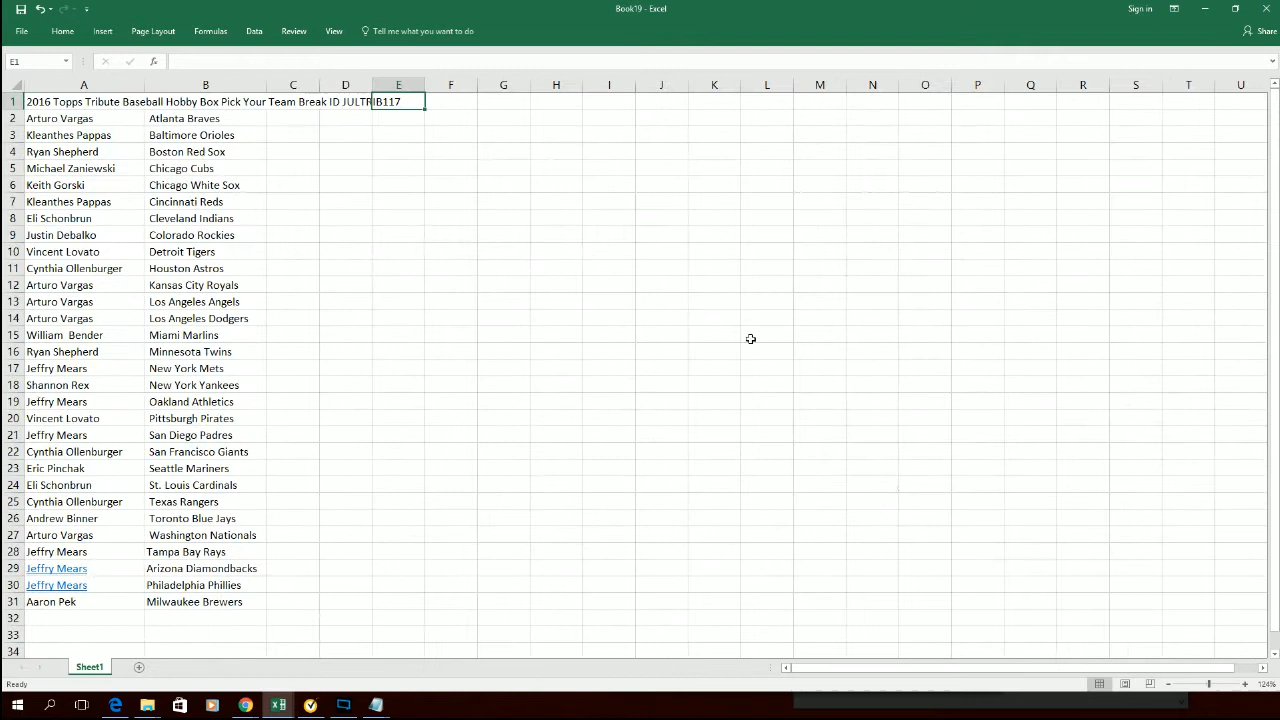 Book19 - Excel
Sign in
File Home Insert Page Layout Formulas Data Review View Tell me what you want to do Share
E1 fx
A B C D E F G H I J K L M N O P Q R S T U
1 2016 Topps Tribute Baseball Hobby Box Pick Your Team Break ID JULTRIB117
2 Arturo Vargas Atlanta Braves
3 Kleanthes Pappas Baltimore Orioles
4 Ryan Shepherd Boston Red Sox
5 Michael Zaniewski Chicago Cubs
6 Keith Gorski Chicago White Sox
7 Kleanthes Pappas Cincinnati Reds
8 Eli Schonbrun Cleveland Indians
9 Justin Debalko Colorado Rockies
10 Vincent Lovato Detroit Tigers
11 Cynthia Ollenburger Houston Astros
12 Arturo Vargas Kansas City Royals
13 Arturo Vargas Los Angeles Angels
14 Arturo Vargas Los Angeles Dodgers
15 William Bender Miami Marlins
16 Ryan Shepherd Minnesota Twins
17 Jeffry Mears New York Mets
18 Shannon Rex New York Yankees
19 Jeffry Mears Oakland Athletics
20 Vincent Lovato Pittsburgh Pirates
21 Jeffry Mears San Diego Padres
22 Cynthia Ollenburger San Francisco Giants
23 Eric Pinchak Seattle Mariners
24 Eli Schonbrun St. Louis Cardinals
25 Cynthia Ollenburger Texas Rangers
26 Andrew Binner Toronto Blue Jays
27 Arturo Vargas Washington Nationals
28 Jeffry Mears Tampa Bay Rays
29 Jeffry Mears Arizona Diamondbacks
30 Jeffry Mears Philadelphia Phillies
31 Aaron Pek Milwaukee Brewers
32
33
34
Sheet1
Ready 124%